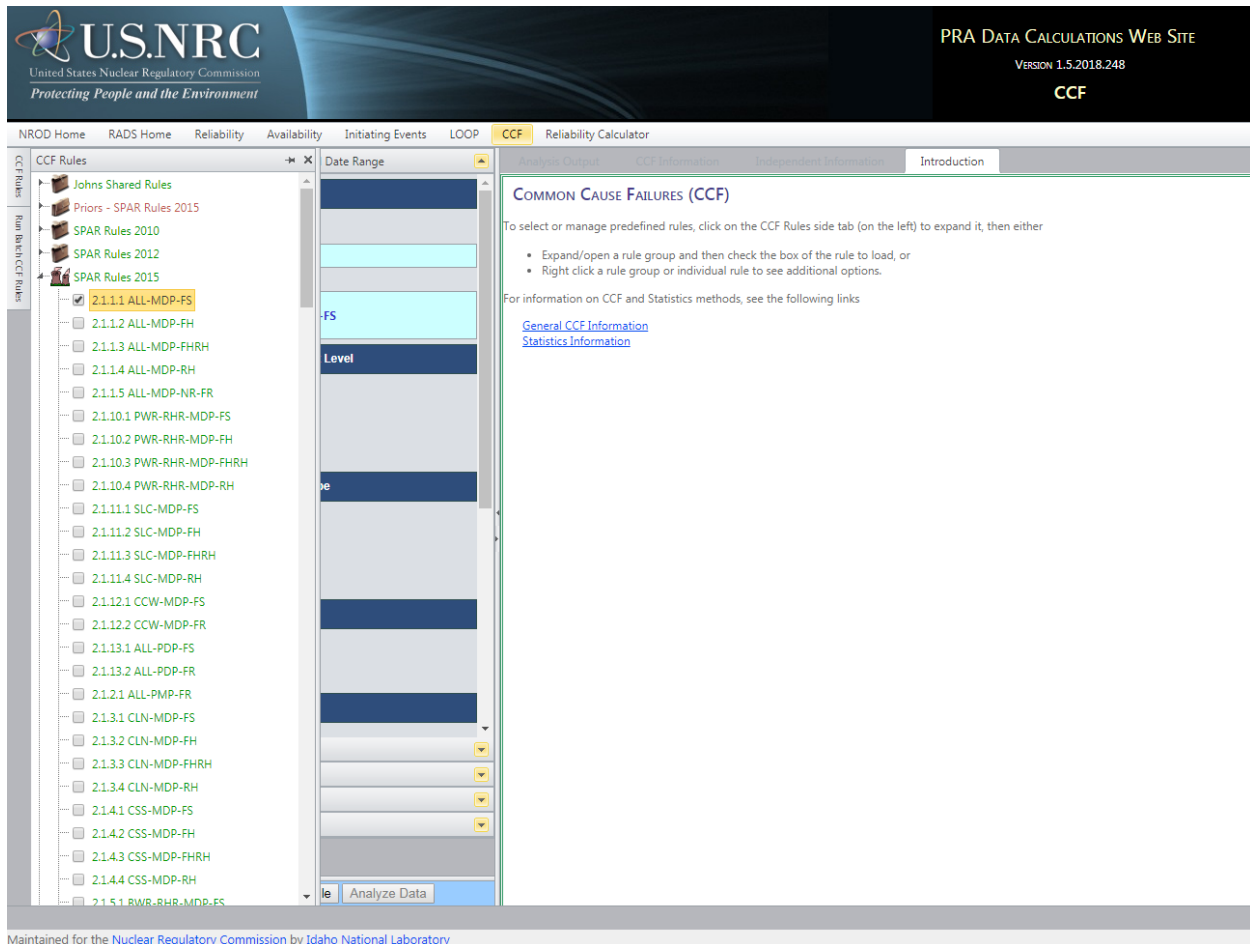 U.S.NRC
United States Nuclear Regulatory Commission
Protecting People and the Environment
PRA DATA CALCULATIONS WEB SITE
VERSION 1.5.2018.248
CCF
NROD Home RADS Home Reliability Availability Initiating Events LOOP CCF Reliability Calculator
CCF Rules
Run Batch CCF Rules
CCF Rules
Johns Shared Rules
Priors - SPAR Rules 2015
SPAR Rules 2010
SPAR Rules 2012
SPAR Rules 2015
2.1.1.1 ALL-MDP-FS
2.1.1.2 ALL-MDP-FH
2.1.1.3 ALL-MDP-FHRH
2.1.1.4 ALL-MDP-RH
2.1.1.5 ALL-MDP-NR-FR
2.1.10.1 PWR-RHR-MDP-FS
2.1.10.2 PWR-RHR-MDP-FH
2.1.10.3 PWR-RHR-MDP-FHRH
2.1.10.4 PWR-RHR-MDP-RH
2.1.11.1 SLC-MDP-FS
2.1.11.2 SLC-MDP-FH
2.1.11.3 SLC-MDP-FHRH
2.1.11.4 SLC-MDP-RH
2.1.12.1 CCW-MDP-FS
2.1.12.2 CCW-MDP-FR
2.1.13.1 ALL-PDP-FS
2.1.13.2 ALL-PDP-FR
2.1.2.1 ALL-PMP-FR
2.1.3.1 CLN-MDP-FS
2.1.3.2 CLN-MDP-FH
2.1.3.3 CLN-MDP-FHRH
2.1.3.4 CLN-MDP-RH
2.1.4.1 CSS-MDP-FS
2.1.4.2 CSS-MDP-FH
2.1.4.3 CSS-MDP-FHRH
2.1.4.4 CSS-MDP-RH
2.1.5.1 BWR-RHR-MDP-FS
Date Range
-FS
Level
pe
le Analyze Data
Analysis Output CCF Information Independent Information Introduction
COMMON CAUSE FAILURES (CCF)
To select or manage predefined rules, click on the CCF Rules side tab (on the left) to expand it, then either
• Expand/open a rule group and then check the box of the rule to load, or
• Right click a rule group or individual rule to see additional options.
For information on CCF and Statistics methods, see the following links
General CCF Information
Statistics Information
Maintained for the Nuclear Regulatory Commission by Idaho National Laboratory